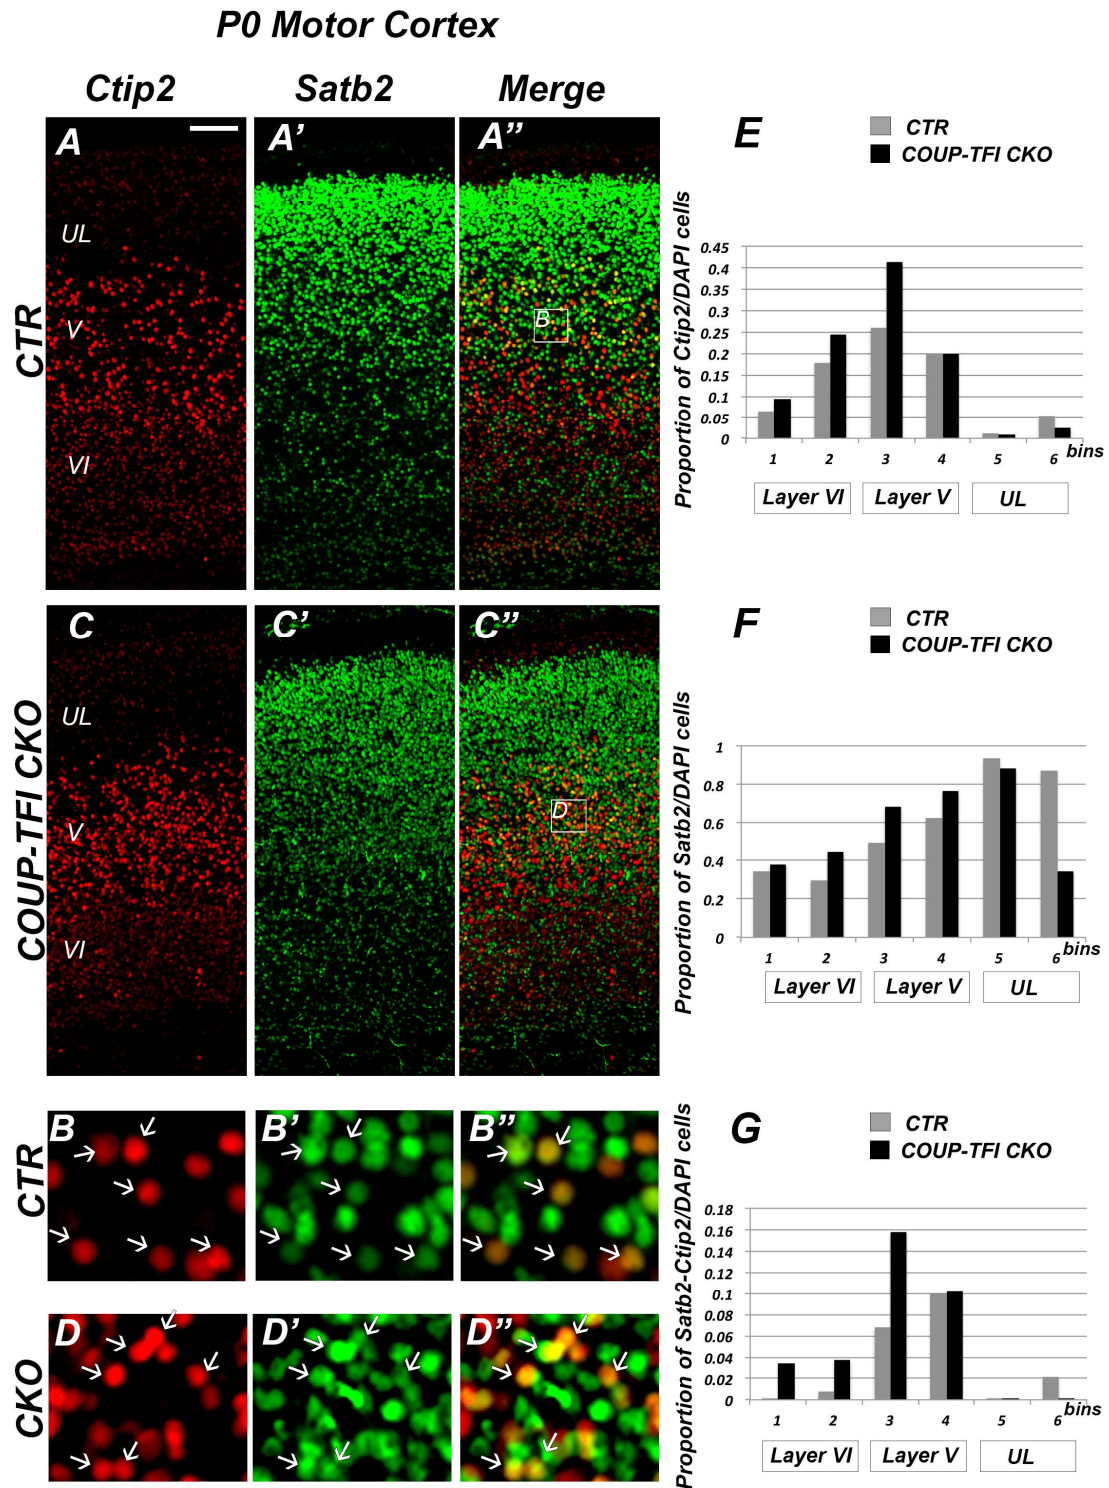 P0 Motor Cortex
Ctip2 Satb2 Merge
CTR
A A’ A’’
UL
V
VI
B
COUP-TFI CKO
C C’ C’’
UL
V
VI
D
CTR
B B’ B’’
CKO
D D’ D’’
E
CTR
COUP-TFI CKO
Proportion of Ctip2/DAPI cells
0.45
0.4
0.35
0.3
0.25
0.2
0.15
0.1
0.05
0
1 2 3 4 5 6 bins
Layer VI Layer V UL
F
CTR
COUP-TFI CKO
Proportion of Satb2/DAPI cells
1
0.8
0.6
0.4
0.2
0
1 2 3 4 5 6 bins
Layer VI Layer V UL
G
CTR
COUP-TFI CKO
Proportion of Satb2-Ctip2/DAPI cells
0.18
0.16
0.14
0.12
0.1
0.08
0.06
0.04
0.02
0
1 2 3 4 5 6 bins
Layer VI Layer V UL